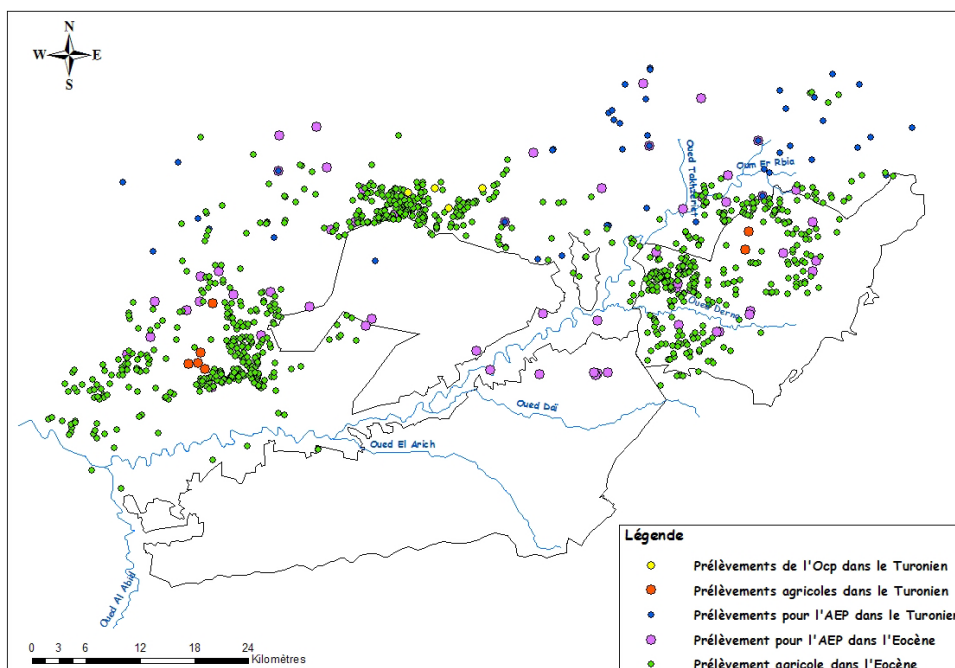 N
W E
S
Oued Takhzernit
Oum Er Rbia
Oued Derna
Oued Daï
Oued El Arich
Oued Al Abid
Légende
Prélèvements de l'Ocp dans le Turonien
Prélèvements agricoles dans le Turonien
Prélèvements pour l'AEP dans le Turonien
Prélèvement pour l'AEP dans l'Eocène
Prélèvement agricole dans l'Eocène
0 3 6 12 18 24
Kilomètres